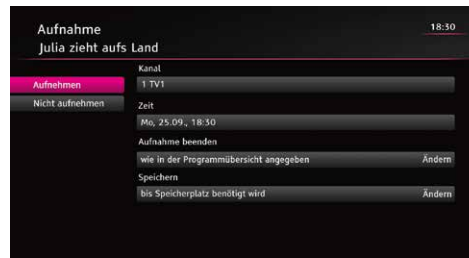 Aufnahme
18:30
Julia zieht aufs Land
Kanal
Aufnehmen
1 TV1
Nicht aufnehmen
Zeit
Mo, 25.09., 18:30
Aufnahme beenden
wie in der Programmübersicht angegeben Ändern
Speichern
bis Speicherplatz benötigt wird Ändern